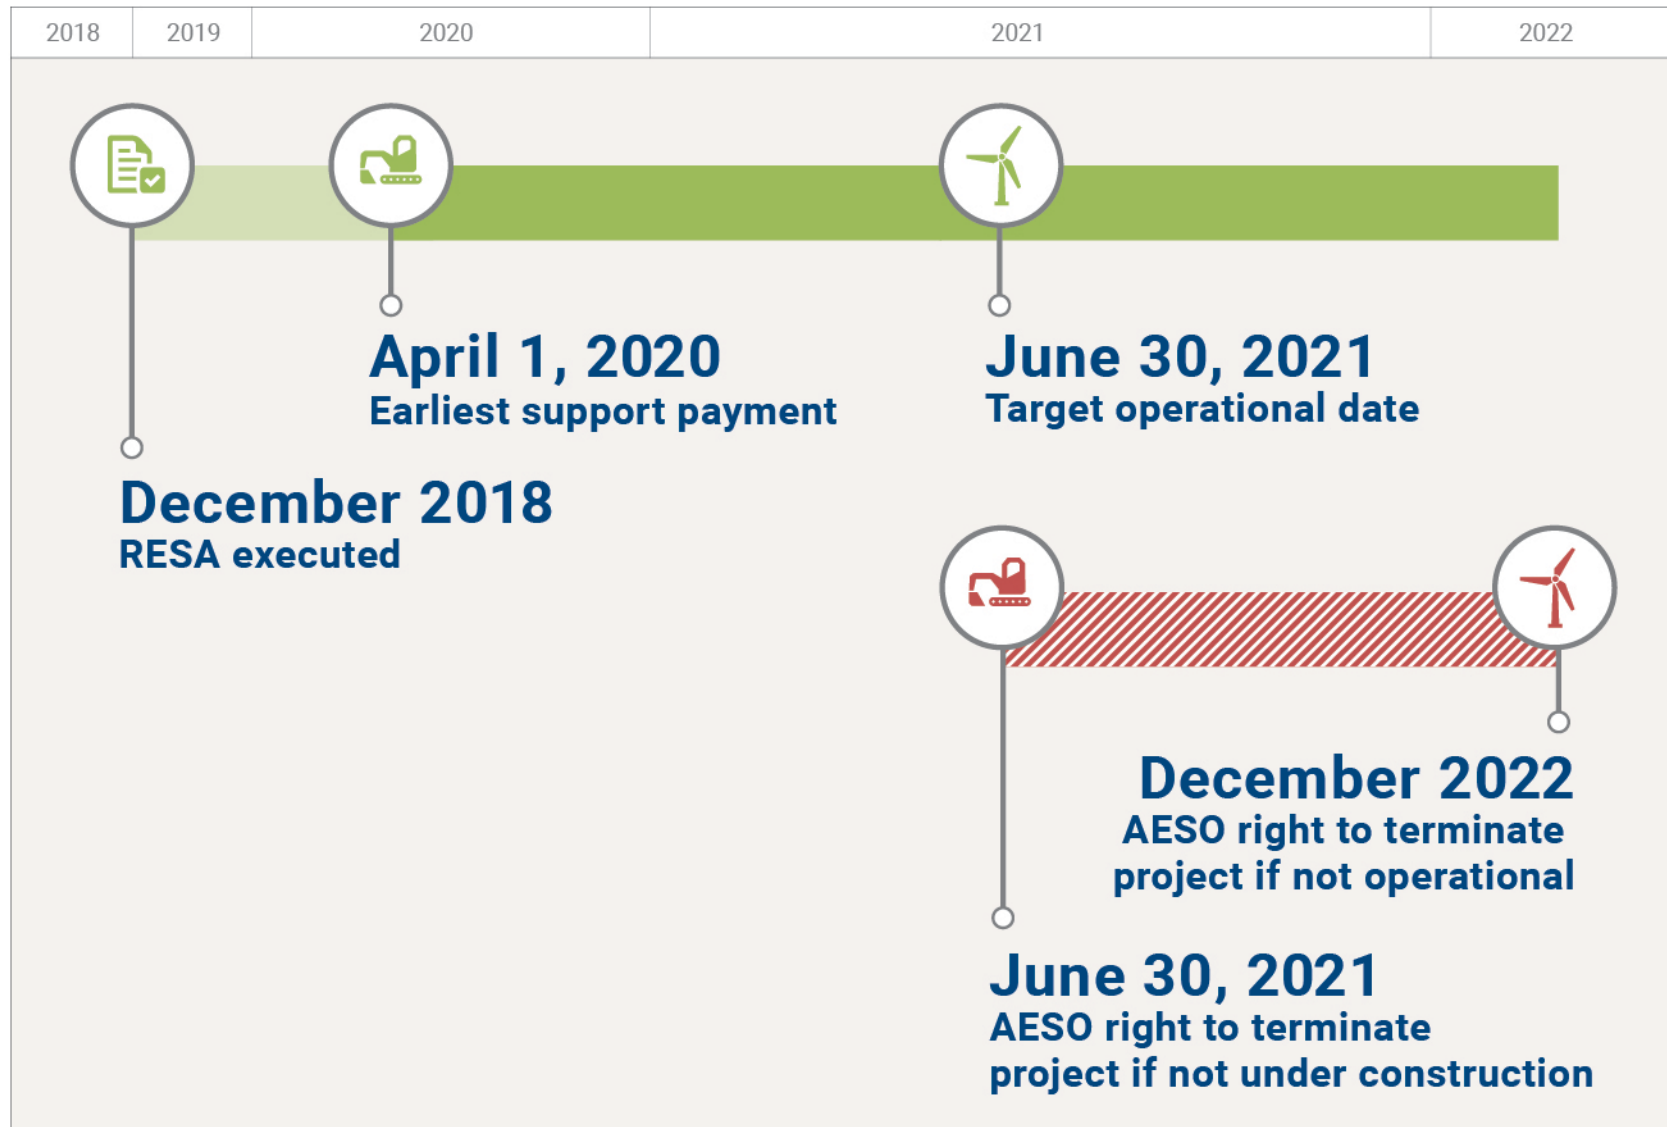 2018
2019
2020
2021
2022
April 1, 2020
Earliest support payment
June 30, 2021
Target operational date
December 2018
RESA executed
December 2022
AESO right to terminate
project if not operational
June 30, 2021
AESO right to terminate
project if not under construction